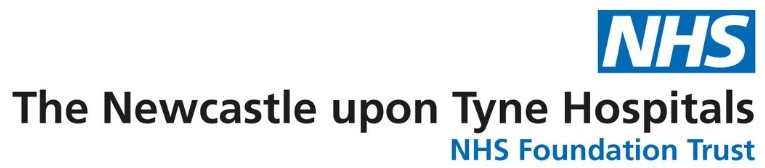 NHS
The Newcastle upon Tyne Hospitals
NHS Foundation Trust